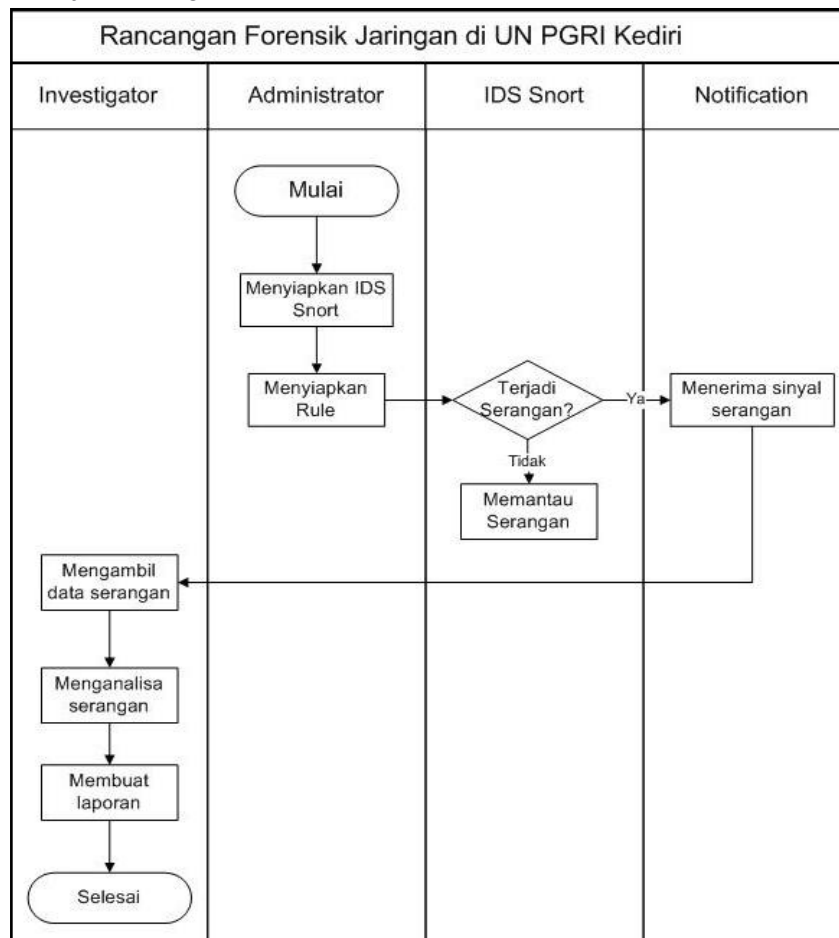 Rancangan Forensik Jaringan di UN PGRI Kediri
Investigator
Administrator
IDS Snort
Notification
Mulai
Menyiapkan IDS
Snort
Menyiapkan
Rule
Terjadi
Serangan?
Ya
Menerima sinyal
serangan
Tidak
Memantau
Serangan
Mengambil
data serangan
Menganalisa
serangan
Membuat
laporan
Selesai